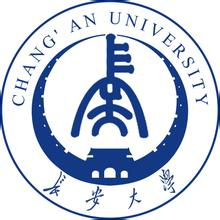 CHANG' AN UNIVERSITY
长安大学